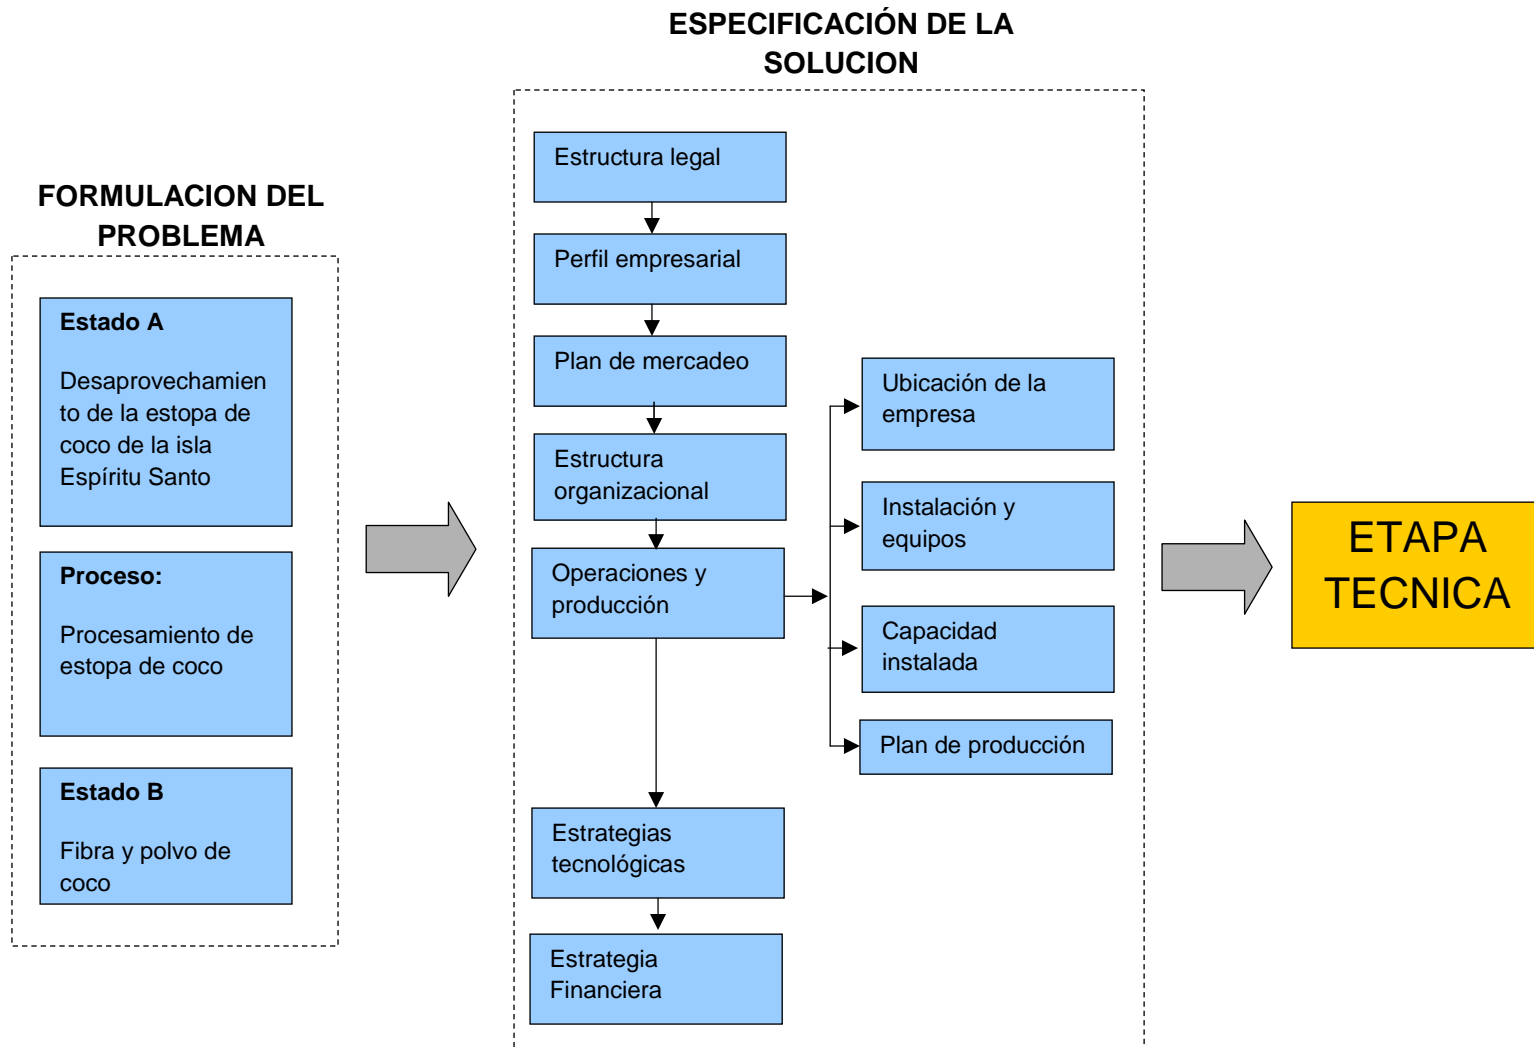 FORMULACION DEL
PROBLEMA
Estado A
Desaprovechamien
to de la estopa de
coco de la isla
Espíritu Santo
Proceso:
Procesamiento de
estopa de coco
Estado B
Fibra y polvo de
coco
ESPECIFICACIÓN DE LA
SOLUCION
Estructura legal
Perfil empresarial
Plan de mercadeo
Estructura
organizacional
Operaciones y
producción
Ubicación de la
empresa
Instalación y
equipos
Capacidad
instalada
Plan de producción
Estrategias
tecnológicas
Estrategia
Financiera
ETAPA
TECNICA